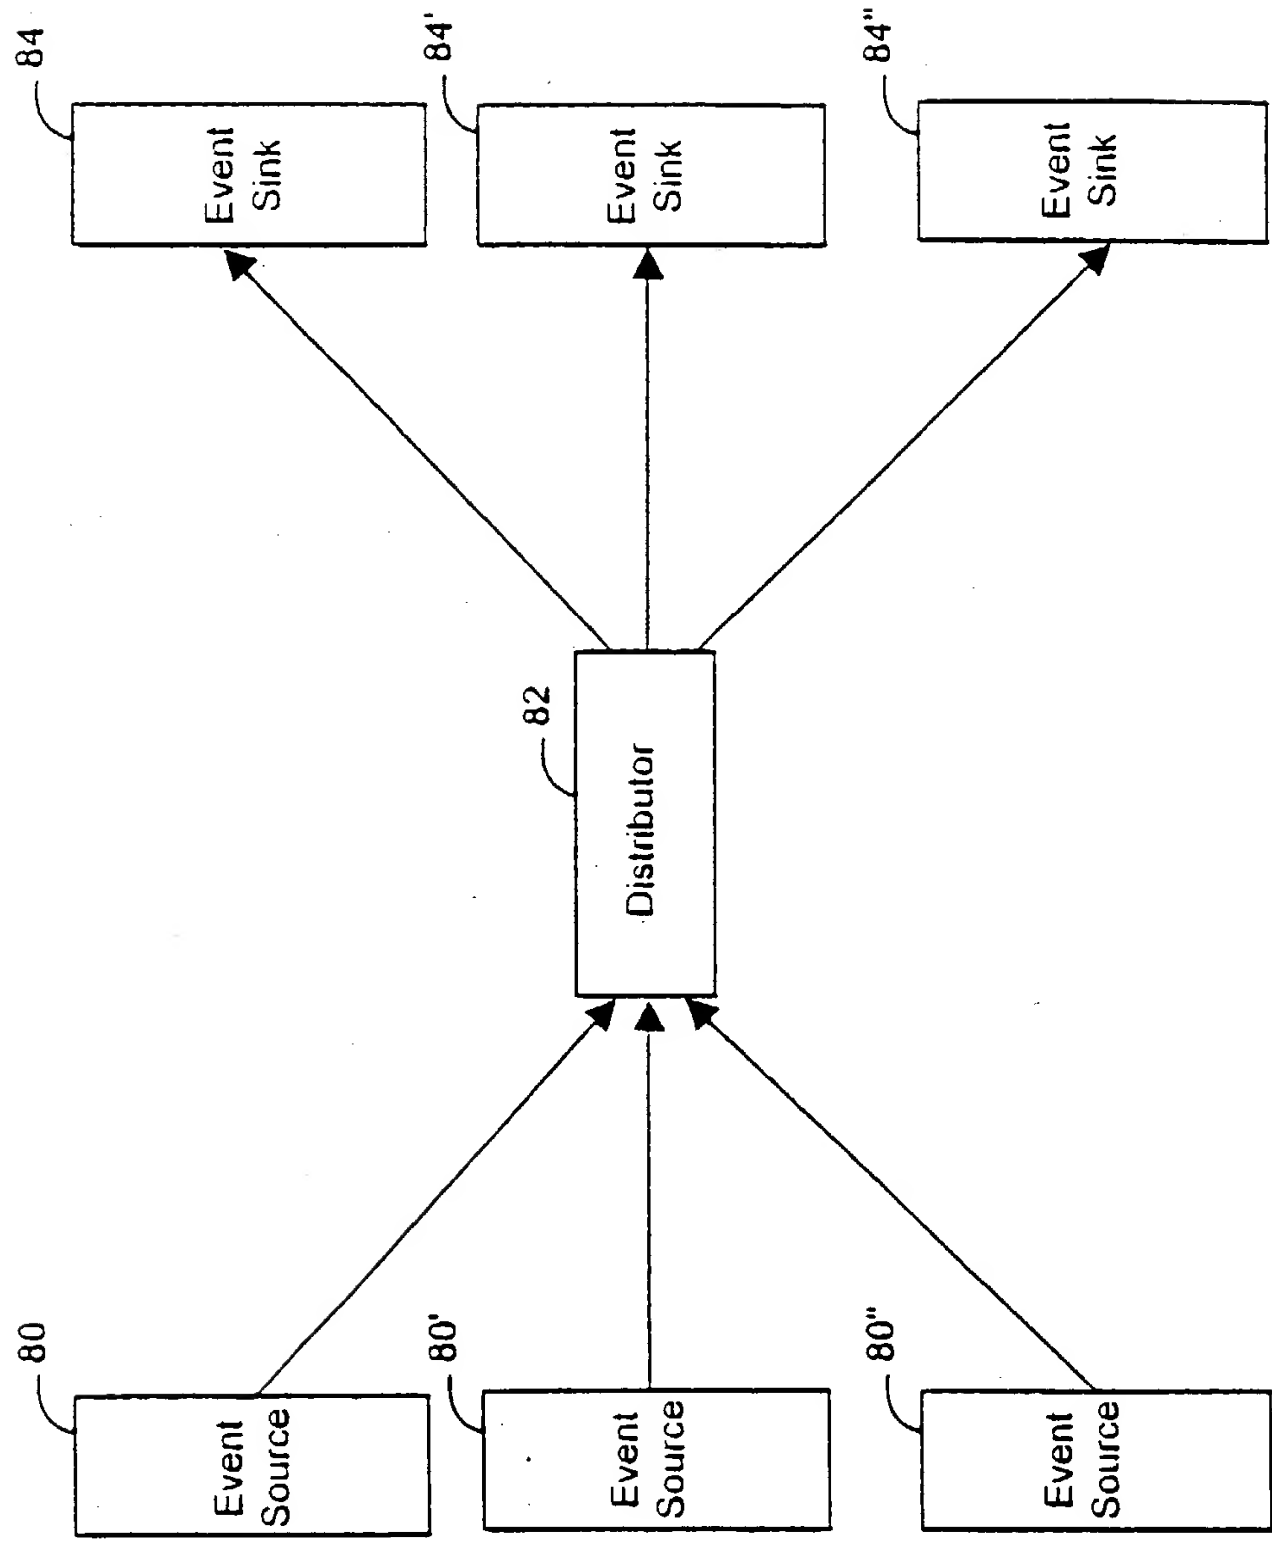 80
Event
Source
80'
Event
Source
80"
Event
Source
82
Distributor
84
Event
Sink
84'
Event
Sink
84"
Event
Sink